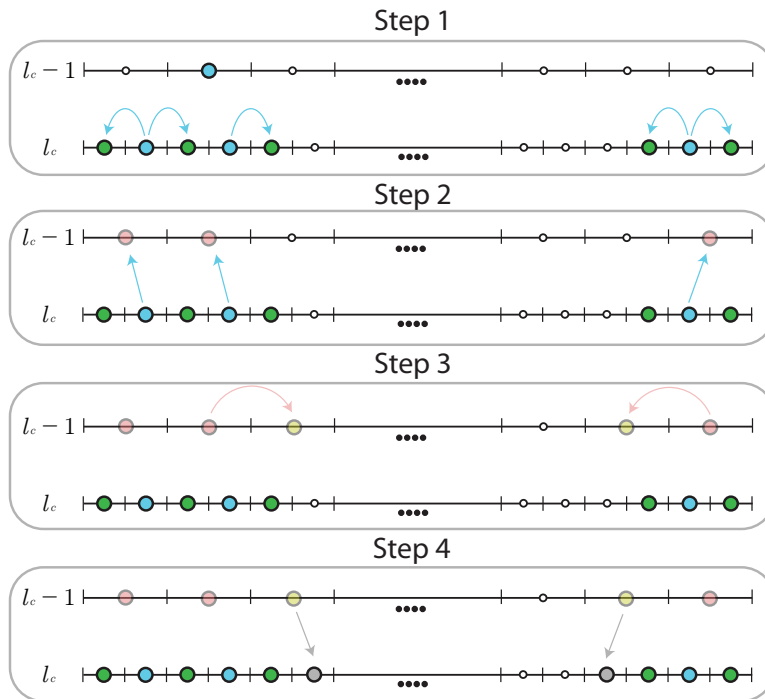 Step 1
l_c − 1
l_c
Step 2
l_c − 1
l_c
Step 3
l_c − 1
l_c
Step 4
l_c − 1
l_c